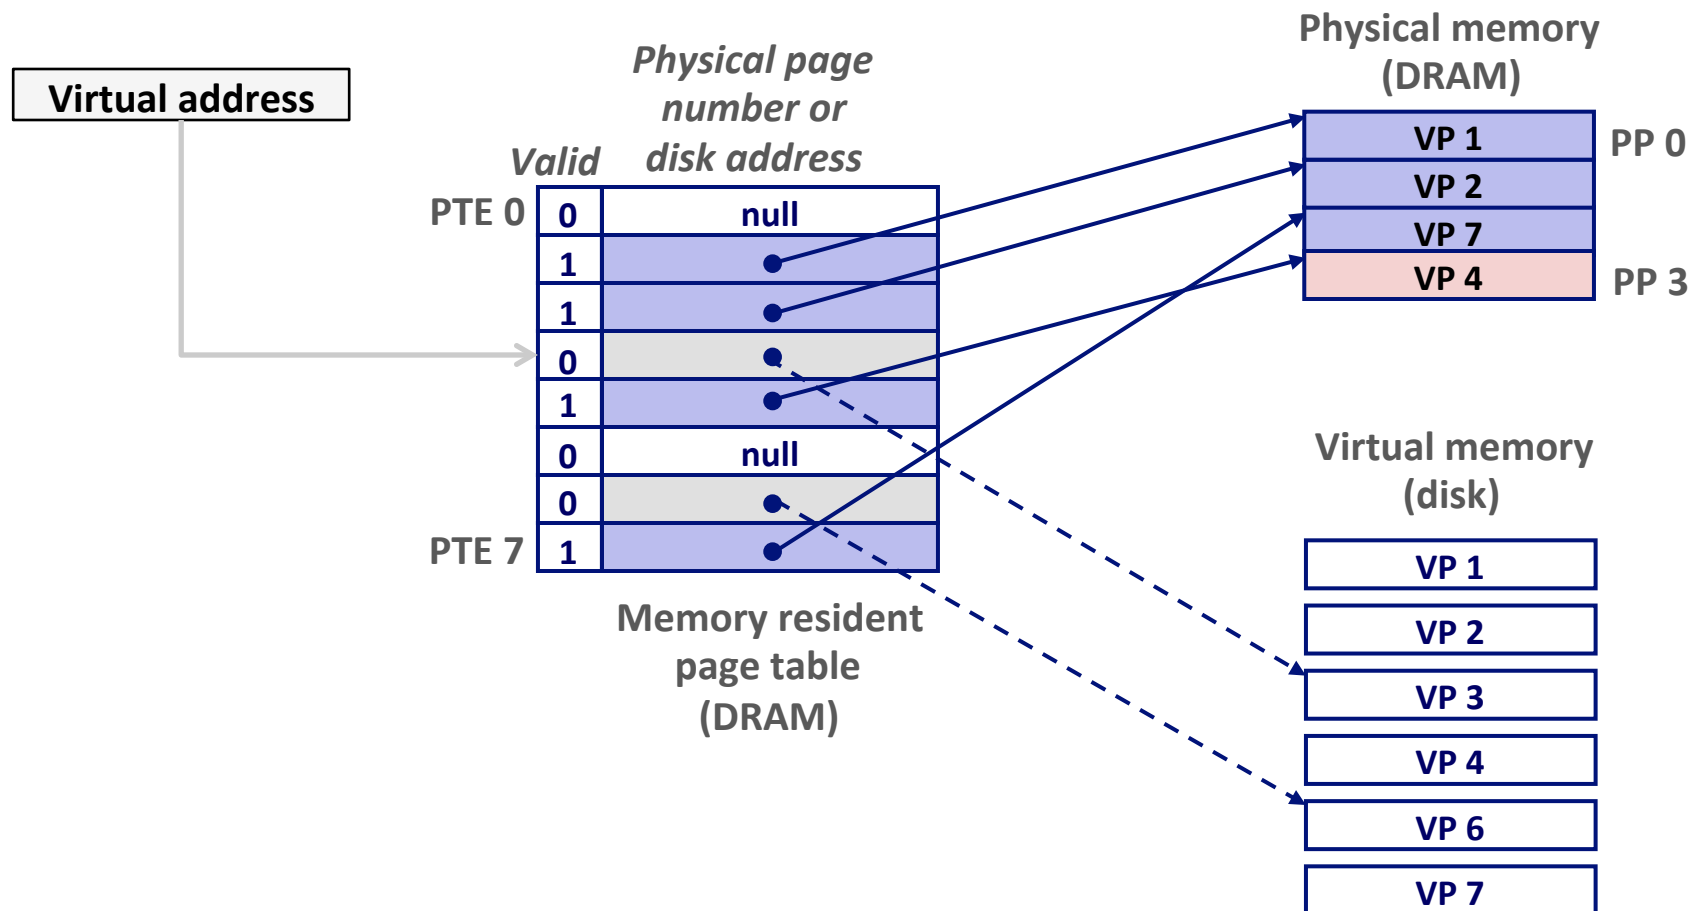 Virtual address
Physical page
number or
disk address
Valid
PTE 0
0 null
1
1
0
1
0 null
0
PTE 7 1
Memory resident
page table
(DRAM)
Physical memory
(DRAM)
VP 1 PP 0
VP 2
VP 7
VP 4 PP 3
Virtual memory
(disk)
VP 1
VP 2
VP 3
VP 4
VP 6
VP 7